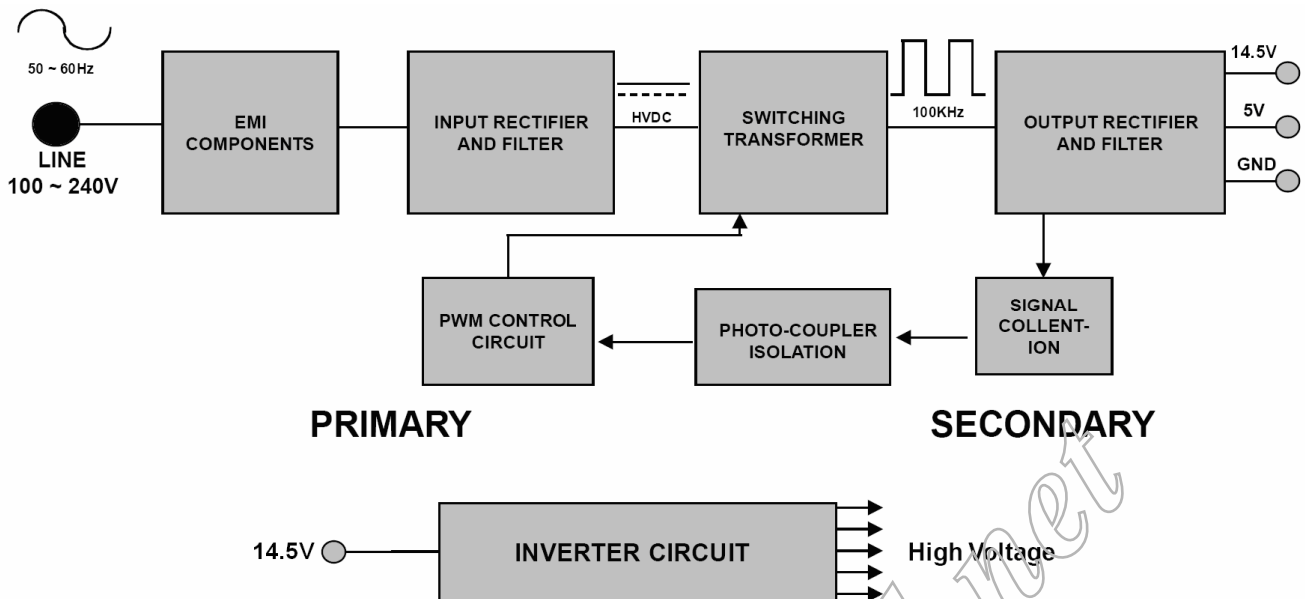 50 ~ 60Hz
LINE
100 ~ 240V
EMI
COMPONENTS
INPUT RECTIFIER
AND FILTER
HVDC
SWITCHING
TRANSFORMER
100KHz
OUTPUT RECTIFIER
AND FILTER
14.5V
5V
GND
PWM CONTROL
CIRCUIT
PHOTO-COUPLER
ISOLATION
SIGNAL
COLLENT-
ION
PRIMARY
SECONDARY
14.5V
INVERTER CIRCUIT
High Voltage
net